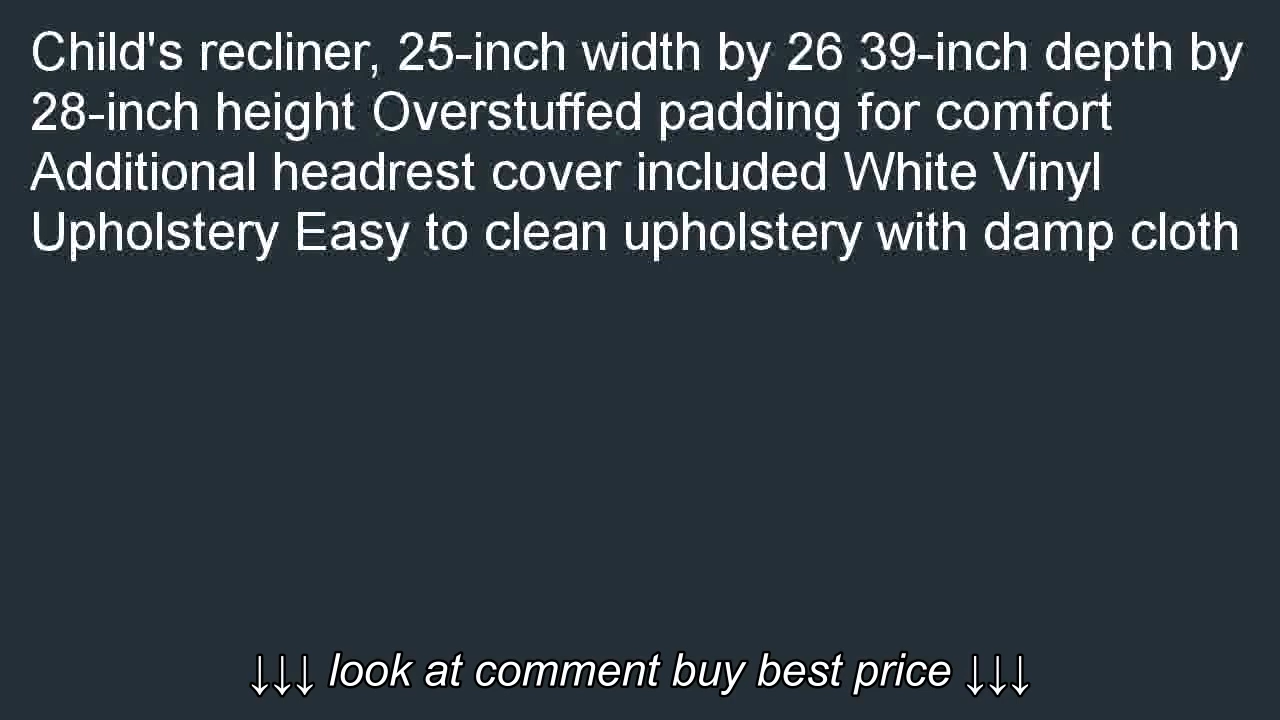 Child's recliner, 25-inch width by 26 39-inch depth by
28-inch height Overstuffed padding for comfort
Additional headrest cover included White Vinyl
Upholstery Easy to clean upholstery with damp cloth
↓↓↓ look at comment buy best price ↓↓↓